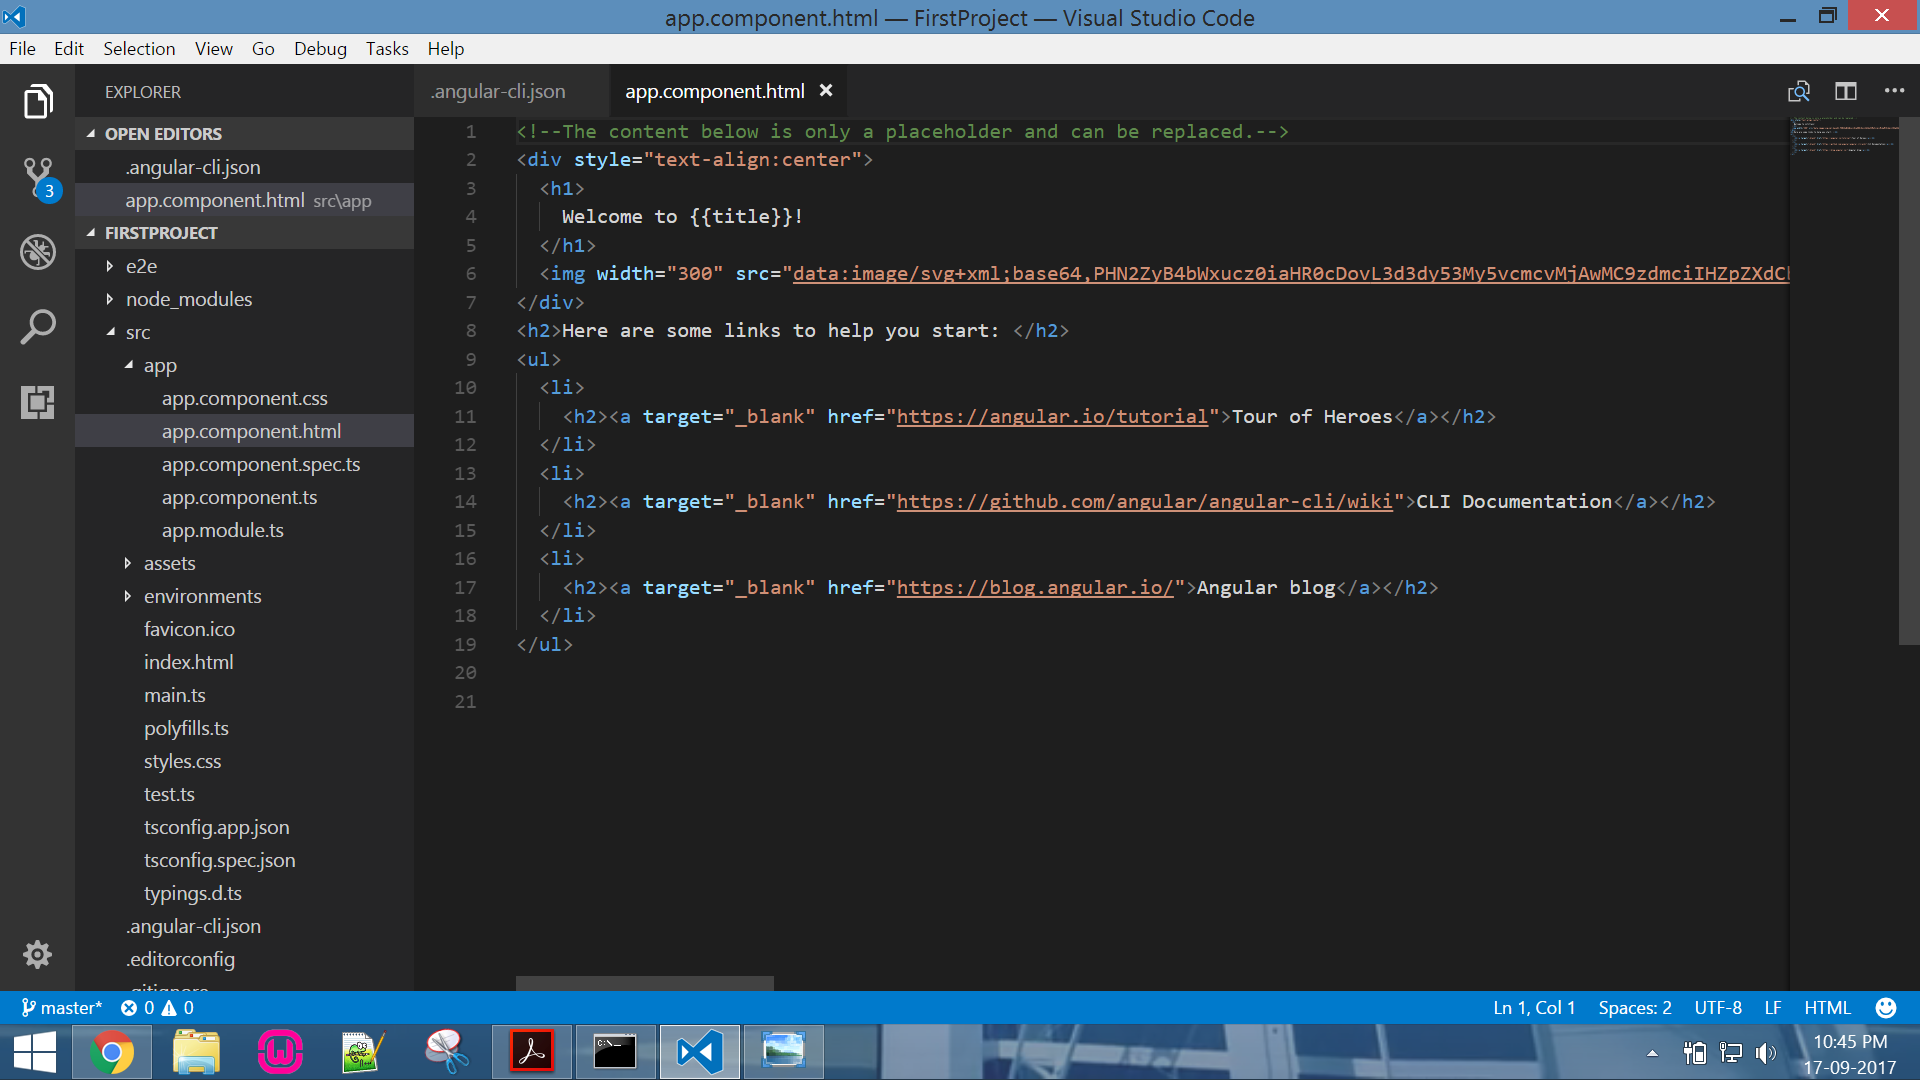 app.component.html — FirstProject — Visual Studio Code
File Edit Selection View Go Debug Tasks Help
EXPLORER
OPEN EDITORS
.angular-cli.json
app.component.html src\app
FIRSTPROJECT
e2e
node_modules
src
app
app.component.css
app.component.html
app.component.spec.ts
app.component.ts
app.module.ts
assets
environments
favicon.ico
index.html
main.ts
polyfills.ts
styles.css
test.ts
tsconfig.app.json
tsconfig.spec.json
typings.d.ts
.angular-cli.json
.editorconfig
.gitignore
3
.angular-cli.json app.component.html
1 <!--The content below is only a placeholder and can be replaced.-->
2 <div style="text-align:center">
3 <h1>
4 Welcome to {{title}}!
5 </h1>
6 <img width="300" src="data:image/svg+xml;base64,PHN2ZyB4bWxucz0iaHR0cDovL3d3dy53My5vcmcvMjAwMC9zdmciIHZpZXdC
7 </div>
8 <h2>Here are some links to help you start: </h2>
9 <ul>
10 <li>
11 <h2><a target="_blank" href="https://angular.io/tutorial">Tour of Heroes</a></h2>
12 </li>
13 <li>
14 <h2><a target="_blank" href="https://github.com/angular/angular-cli/wiki">CLI Documentation</a></h2>
15 </li>
16 <li>
17 <h2><a target="_blank" href="https://blog.angular.io/">Angular blog</a></h2>
18 </li>
19 </ul>
20
21
master* 0 0 Ln 1, Col 1 Spaces: 2 UTF-8 LF HTML
C:\_
10:45 PM
17-09-2017